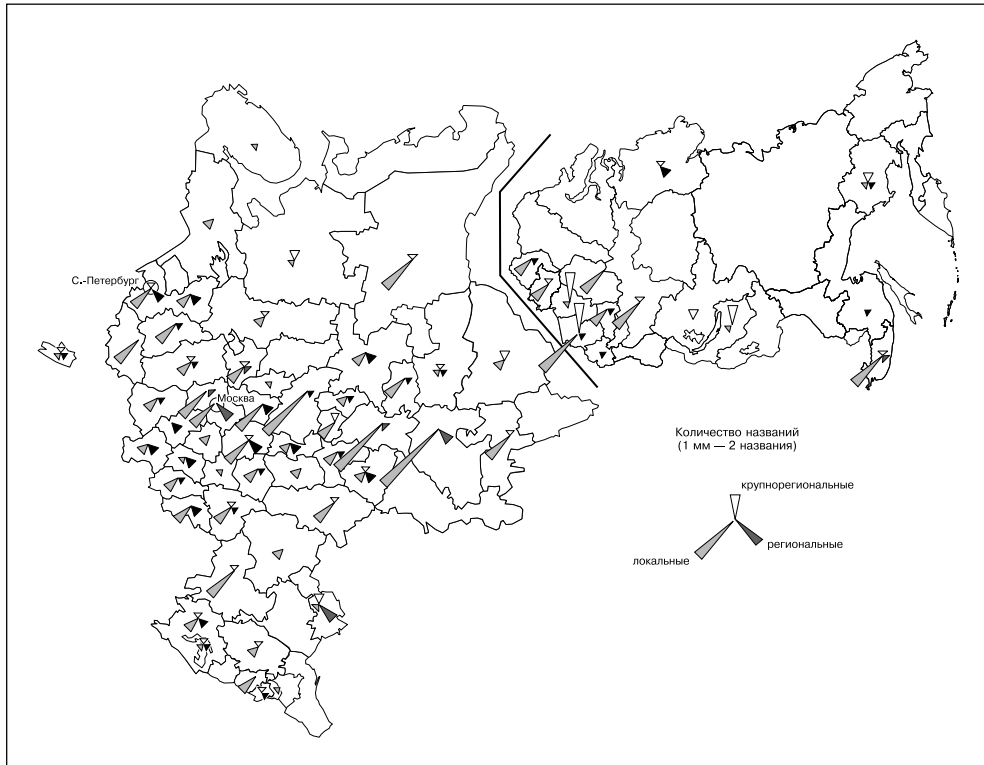 С.-Петербург
Москва
Количество названий
(1 мм — 2 названия)
крупнорегиональные
локальные
региональные